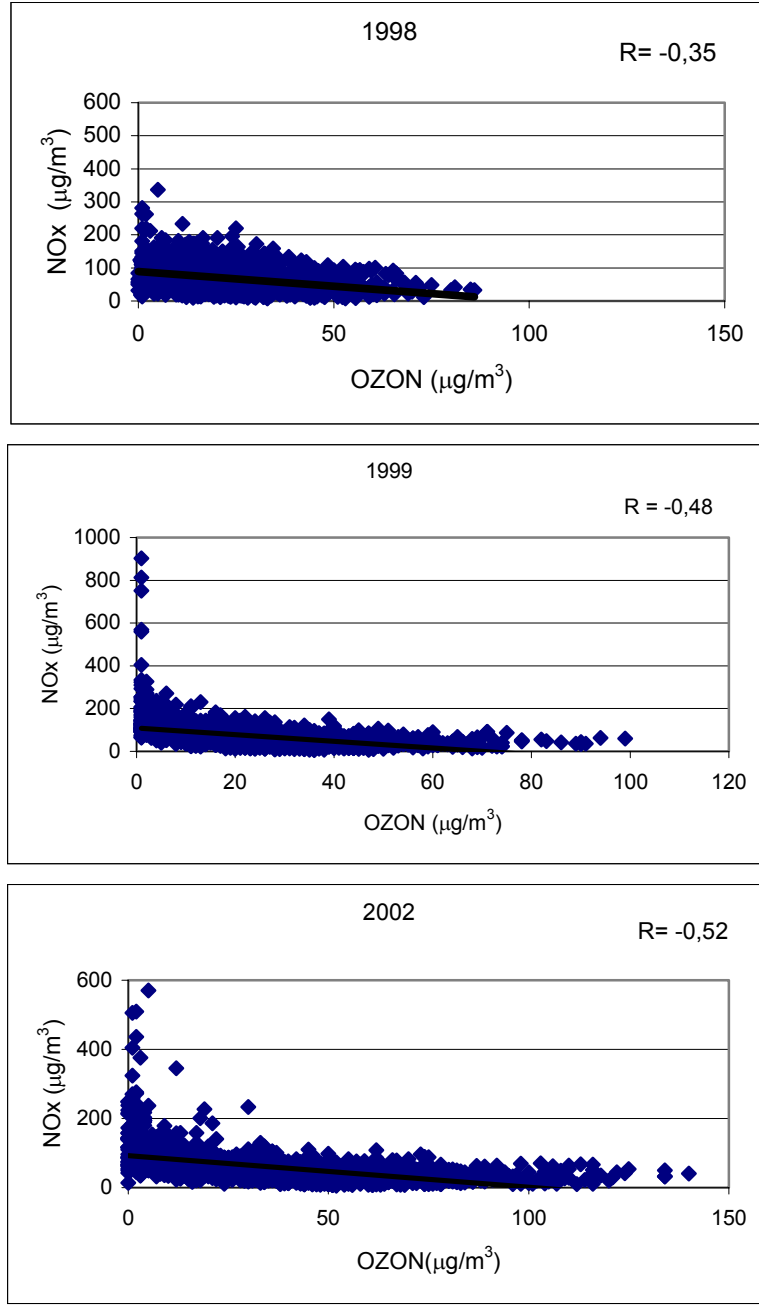 1998
R= -0,35
600
500
400
300
200
100
0
0 50 100 150
NOx (μg/m³)
OZON (μg/m³)
1999
R = -0,48
1000
800
600
400
200
0
0 20 40 60 80 100 120
NOx (μg/m³)
OZON (μg/m³)
2002
R= -0,52
600
400
200
0
0 50 100 150
NOx (μg/m³)
OZON(μg/m³)